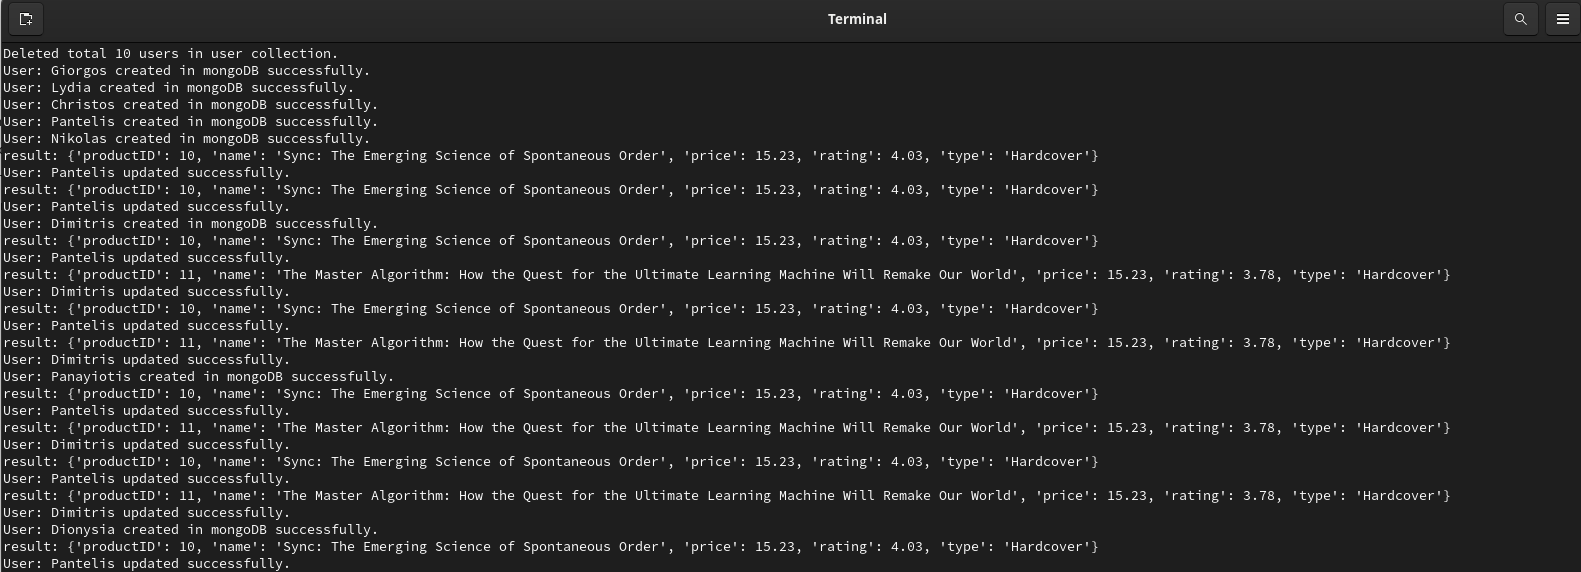 Terminal
Deleted total 10 users in user collection.
User: Giorgos created in mongoDB successfully.
User: Lydia created in mongoDB successfully.
User: Christos created in mongoDB successfully.
User: Pantelis created in mongoDB successfully.
User: Nikolas created in mongoDB successfully.
result: {'productID': 10, 'name': 'Sync: The Emerging Science of Spontaneous Order', 'price': 15.23, 'rating': 4.03, 'type': 'Hardcover'}
User: Pantelis updated successfully.
result: {'productID': 10, 'name': 'Sync: The Emerging Science of Spontaneous Order', 'price': 15.23, 'rating': 4.03, 'type': 'Hardcover'}
User: Pantelis updated successfully.
User: Dimitris created in mongoDB successfully.
result: {'productID': 10, 'name': 'Sync: The Emerging Science of Spontaneous Order', 'price': 15.23, 'rating': 4.03, 'type': 'Hardcover'}
User: Pantelis updated successfully.
result: {'productID': 11, 'name': 'The Master Algorithm: How the Quest for the Ultimate Learning Machine Will Remake Our World', 'price': 15.23, 'rating': 3.78, 'type': 'Hardcover'}
User: Dimitris updated successfully.
result: {'productID': 10, 'name': 'Sync: The Emerging Science of Spontaneous Order', 'price': 15.23, 'rating': 4.03, 'type': 'Hardcover'}
User: Pantelis updated successfully.
result: {'productID': 11, 'name': 'The Master Algorithm: How the Quest for the Ultimate Learning Machine Will Remake Our World', 'price': 15.23, 'rating': 3.78, 'type': 'Hardcover'}
User: Dimitris updated successfully.
User: Panayiotis created in mongoDB successfully.
result: {'productID': 10, 'name': 'Sync: The Emerging Science of Spontaneous Order', 'price': 15.23, 'rating': 4.03, 'type': 'Hardcover'}
User: Pantelis updated successfully.
result: {'productID': 11, 'name': 'The Master Algorithm: How the Quest for the Ultimate Learning Machine Will Remake Our World', 'price': 15.23, 'rating': 3.78, 'type': 'Hardcover'}
User: Dimitris updated successfully.
result: {'productID': 10, 'name': 'Sync: The Emerging Science of Spontaneous Order', 'price': 15.23, 'rating': 4.03, 'type': 'Hardcover'}
User: Pantelis updated successfully.
result: {'productID': 11, 'name': 'The Master Algorithm: How the Quest for the Ultimate Learning Machine Will Remake Our World', 'price': 15.23, 'rating': 3.78, 'type': 'Hardcover'}
User: Dimitris updated successfully.
User: Dionysia created in mongoDB successfully.
result: {'productID': 10, 'name': 'Sync: The Emerging Science of Spontaneous Order', 'price': 15.23, 'rating': 4.03, 'type': 'Hardcover'}
User: Pantelis updated successfully.